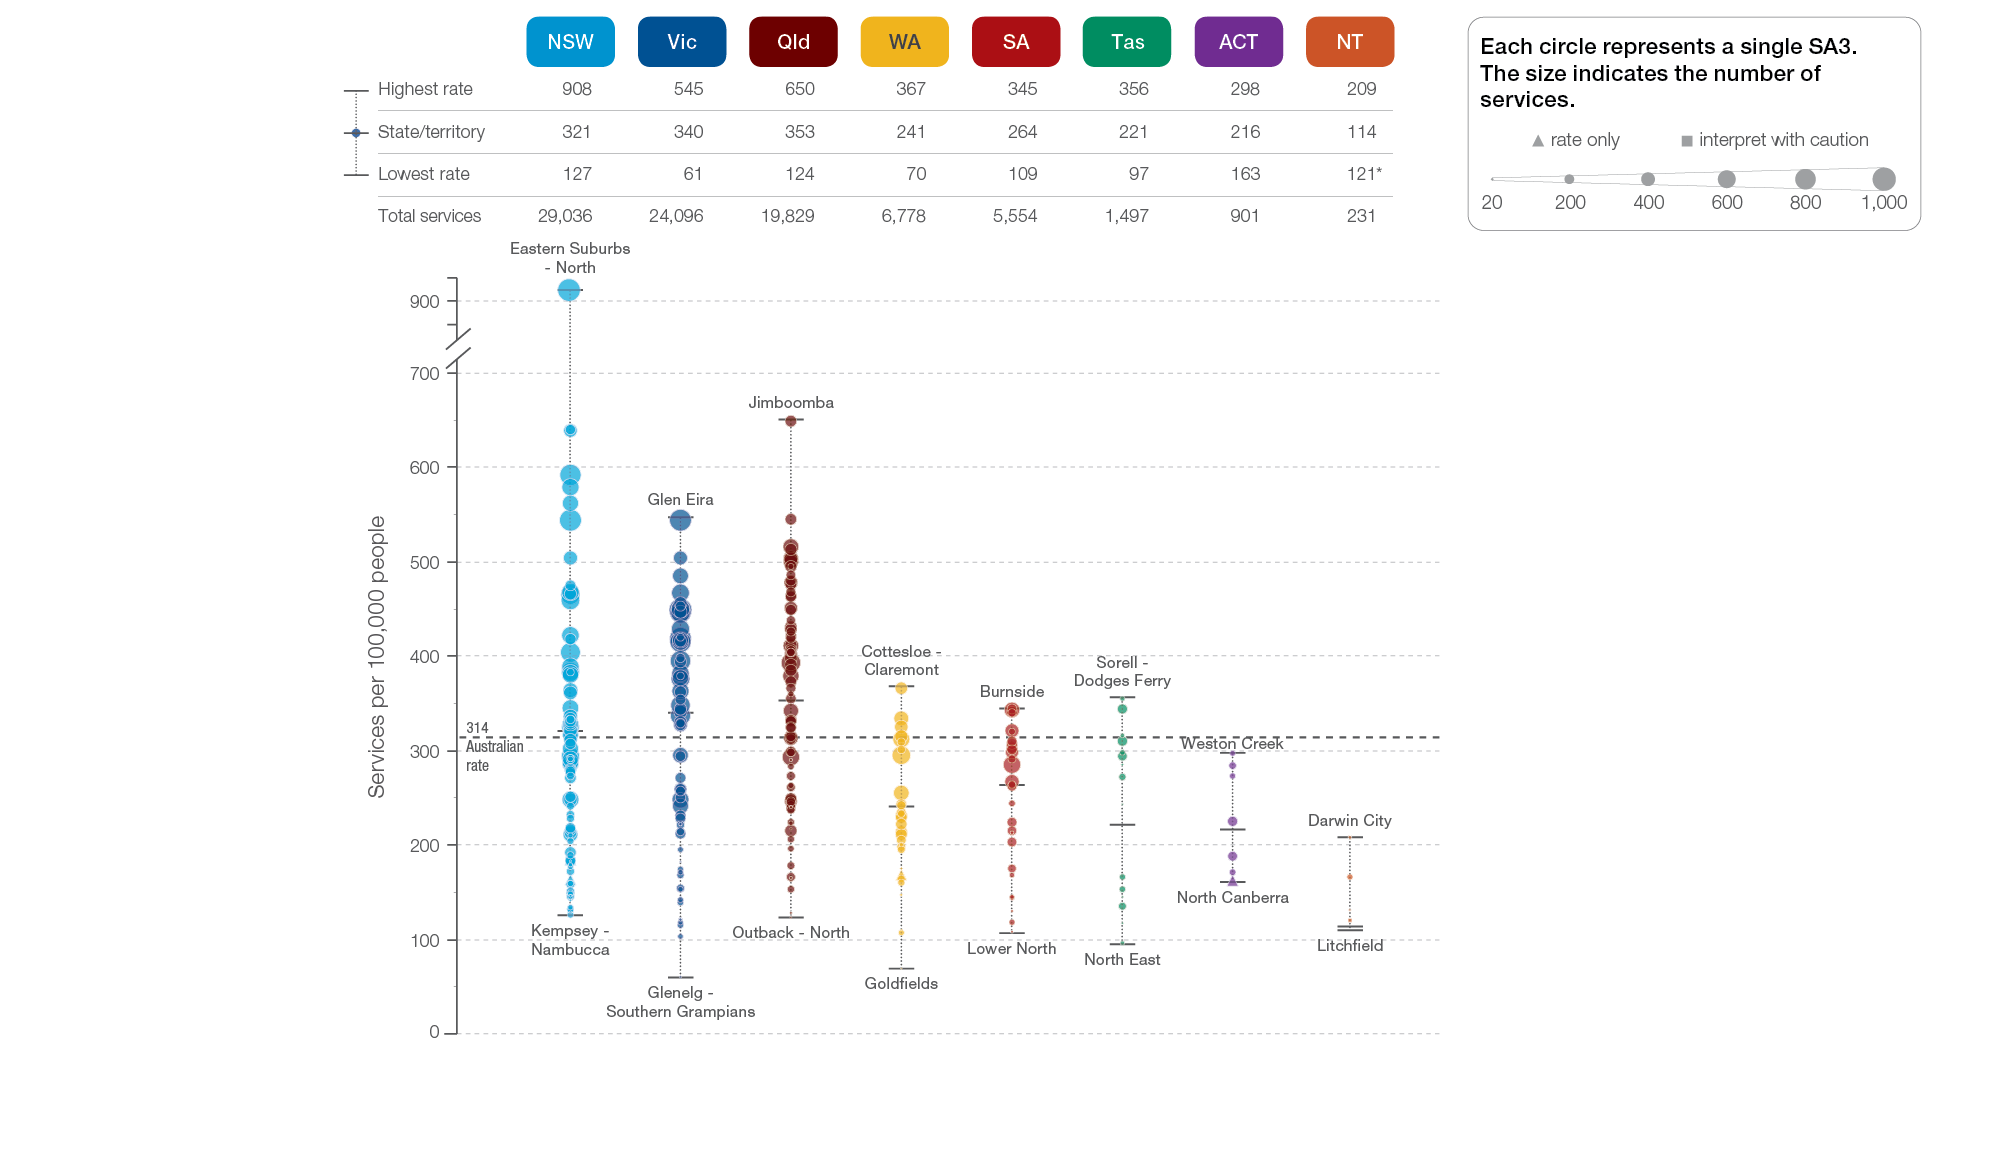 NSW Vic Qld WA SA Tas ACT NT
Highest rate 908 545 650 367 345 356 298 209
State/territory 321 340 353 241 264 221 216 114
Lowest rate 127 61 124 70 109 97 163 121*
Total services 29,036 24,096 19,829 6,778 5,554 1,497 901 231
Each circle represents a single SA3.
The size indicates the number of
services.
rate only interpret with caution
20 200 400 600 800 1,000
Services per 100,000 people
900
700
600
500
400
300
200
100
0
314
Australian
rate
Eastern Suburbs
- North
Kempsey -
Nambucca
Glen Eira
Glenelg -
Southern Grampians
Jimboomba
Outback - North
Cottesloe -
Claremont
Goldfields
Burnside
Lower North
Sorell -
Dodges Ferry
North East
Weston Creek
North Canberra
Darwin City
Litchfield